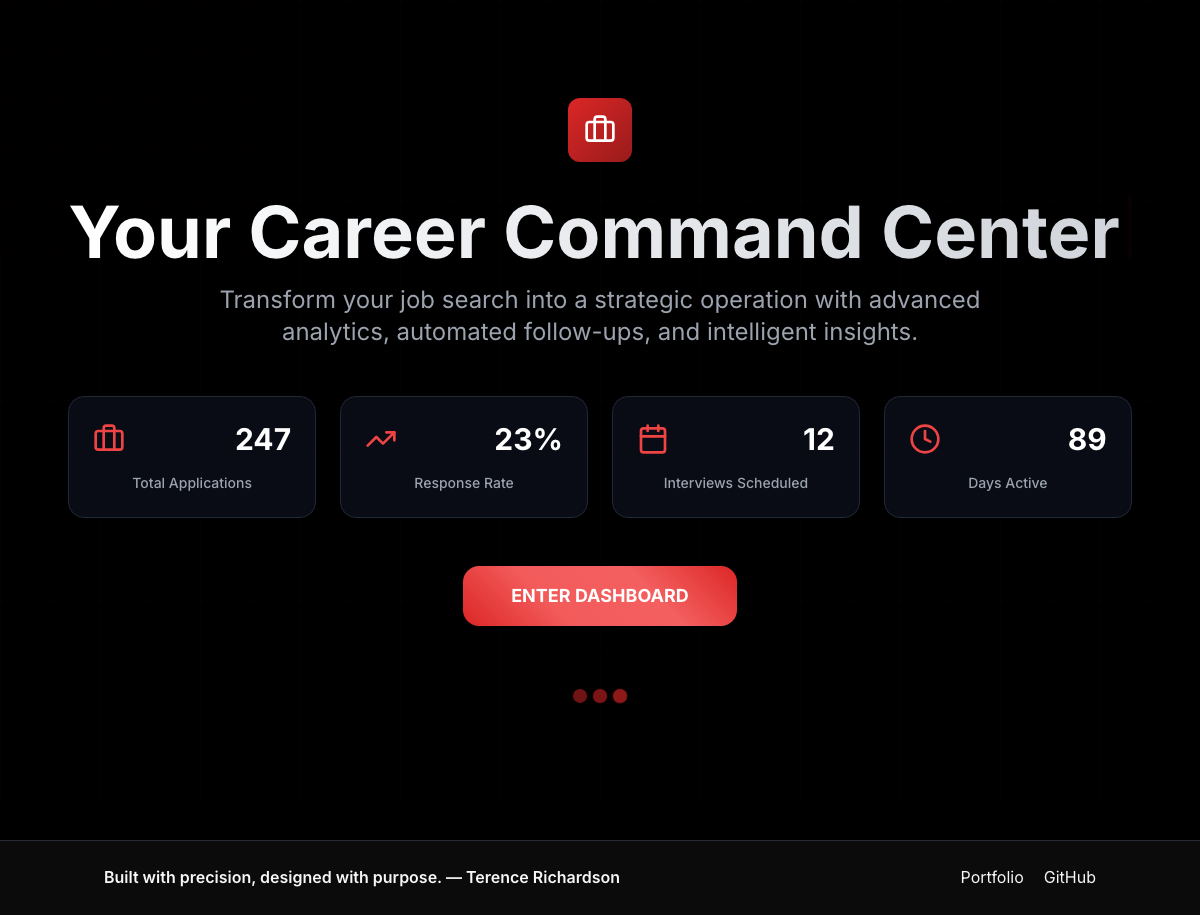 Your Career Command Center
Transform your job search into a strategic operation with advanced
analytics, automated follow-ups, and intelligent insights.
247
Total Applications
23%
Response Rate
12
Interviews Scheduled
89
Days Active
ENTER DASHBOARD
Built with precision, designed with purpose. — Terence Richardson
Portfolio GitHub